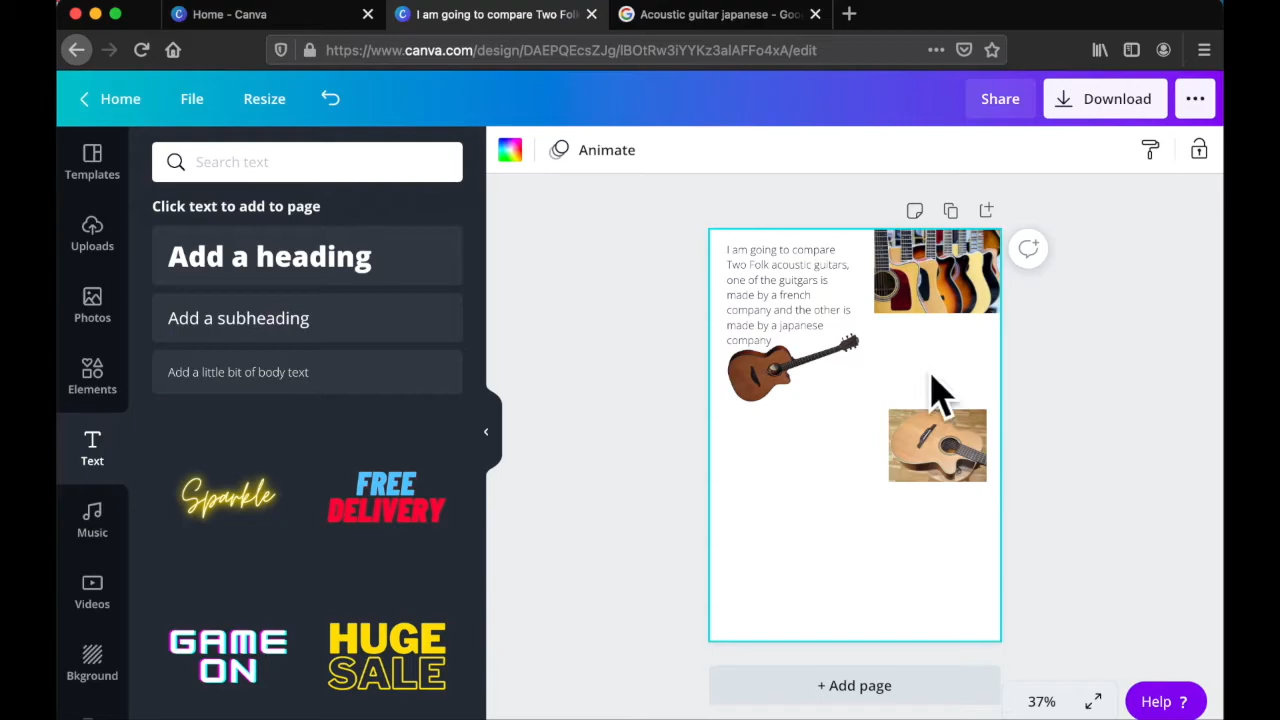 Home - Canva
I am going to compare Two Fol
Acoustic guitar japanese - Goo
https://www.canva.com/design/DAEPQEcsZJg/lBOtRw3iYYKz3alAFFo4xA/edit
Home
File
Resize
Share
Download
Templates
Uploads
Photos
Elements
Text
Music
Videos
Bkground
Search text
Click text to add to page
Add a heading
Add a subheading
Add a little bit of body text
Sparkle
FREE
DELIVERY
GAME
ON
HUGE
SALE
Animate
I am going to compare
Two Folk acoustic guitars,
one of the guitgars is
made by a french
company and the other is
made by a japanese
company
+ Add page
37%
Help ?